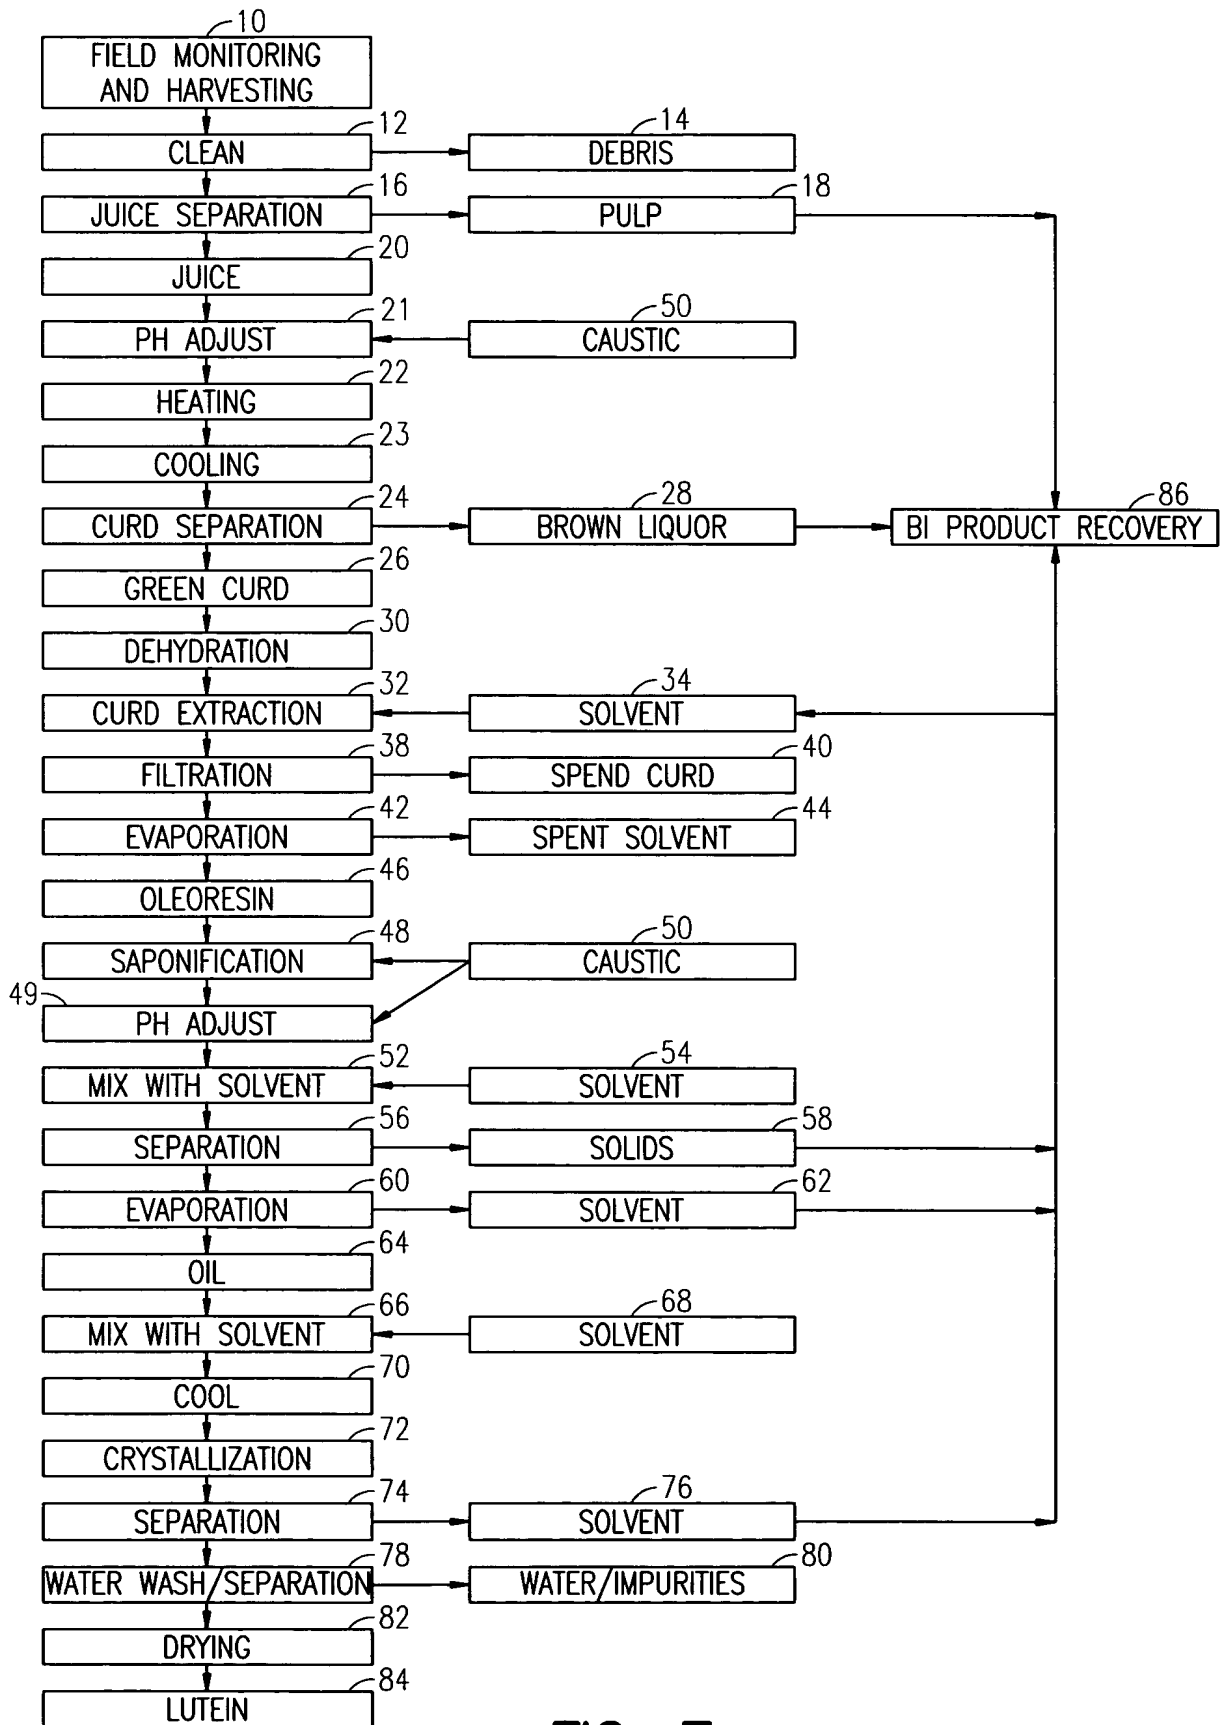 10
FIELD MONITORING
AND HARVESTING
12
CLEAN
14
DEBRIS
16
JUICE SEPARATION
18
PULP
20
JUICE
21
PH ADJUST
50
CAUSTIC
22
HEATING
23
COOLING
24
CURD SEPARATION
28
BROWN LIQUOR
86
BI PRODUCT RECOVERY
26
GREEN CURD
30
DEHYDRATION
32
CURD EXTRACTION
34
SOLVENT
38
FILTRATION
40
SPEND CURD
42
EVAPORATION
44
SPENT SOLVENT
46
OLEORESIN
48
SAPONIFICATION
50
CAUSTIC
49
PH ADJUST
52
MIX WITH SOLVENT
54
SOLVENT
56
SEPARATION
58
SOLIDS
60
EVAPORATION
62
SOLVENT
64
OIL
66
MIX WITH SOLVENT
68
SOLVENT
70
COOL
72
CRYSTALLIZATION
74
SEPARATION
76
SOLVENT
78
WATER WASH/SEPARATION
80
WATER/IMPURITIES
82
DRYING
84
LUTEIN